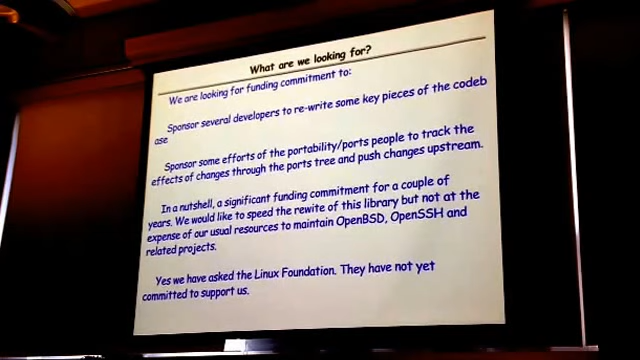 What are we looking for?
We are looking for funding commitment to:
Sponsor several developers to re-write some key pieces of the codeb
ase
Sponsor some efforts of the portability/ports people to track the
effects of changes through the ports tree and push changes upstream.
In a nutshell, a significant funding commitment for a couple of
years. We would like to speed the rewite of this library but not at the
expense of our usual resources to maintain OpenBSD, OpenSSH and
related projects.
Yes we have asked the Linux Foundation. They have not yet
committed to support us.